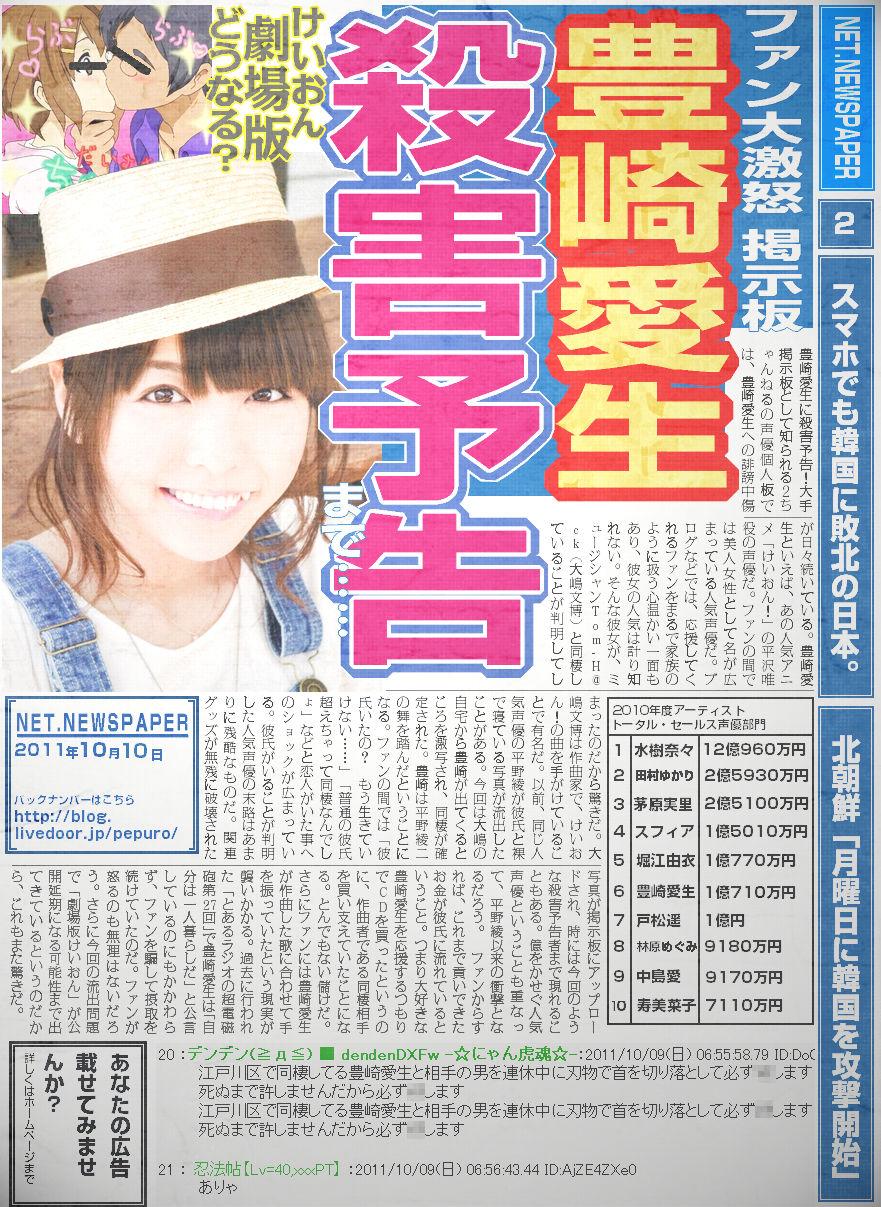 NET.NEWSPAPER
2
スマホでも韓国に敗北の日本。
北朝鮮「月曜日に韓国を攻撃開始」
ファン大激怒 掲示板
豊崎愛生
殺害予告
まで……
けいおん
劇場版
どうなる?
らぶ
らぶ
豊崎愛生に殺害予告!大手
掲示板として知られる2ち
ゃんねるの声優個人板で
は、豊崎愛生への誹謗中傷
が日々続いている。豊崎愛
生といえば、あの人気アニ
メ「けいおん!」の平沢唯
役の声優だ。ファンの間で
は美人女性として名が広
まっている人気声優だ。ブ
ログなどでは、応援してく
れるファンをまるで家族の
ように扱う心温かい一面も
あり、彼女の人気は計り知
れない。そんな彼女が、ミ
ュージシャンTom-H@
ck(大嶋文博)と同棲し
ていることが判明してし
まったのだから驚きだ。大
嶋文博は作曲家で、けいお
ん!の曲を手がけているこ
とで有名だ。以前、同じ人
気声優の平野綾が彼氏と裸
で寝ている写真が流出した
ことがある。今回は大嶋の
自宅から豊崎が出てくると
ころを激写され、同棲が確
定された。豊崎は平野綾二
の舞を踏んだということに
なる。ファンの間では「彼
氏いたの? もう生きてい
けない……」「普通の彼氏
超えちゃって同棲なんでし
ょ」などと恋人がいた事へ
のショックが広まってい
る。彼氏がいることが判明
した人気声優の末路はあま
りに残酷なものだ。関連
グッズが無残に破壊された
写真が掲示板にアップロー
ドされ、時には今回のよう
な殺害予告者まで現れるこ
ともある。億をかせぐ人気
声優ということも重なっ
て、平野綾以来の衝撃とな
るだろう。 ファンからす
れば、これまで貢いできた
お金が彼氏に流れていると
いうこと。つまり大好きな
豊崎愛生を応援するつもり
でCDを買ったというの
に、作曲者である同棲相手
を買い支えていたことにな
る。とんでもない儲けだ。
さらにファンには豊崎愛生
が作曲した歌に合わせて手
を振っていたという現実が
襲いかかる。過去に行われ
た「とあるラジオの超電磁
砲第27回」で豊崎愛生は「自
分は一人暮らしだ」と公言
しているのにもかかわら
ず、ファンを騙して摂取を
続けていたのだ。ファンが
怒るのも無理はないだろ
う。さらに今回の流出問題
で「劇場版けいおん」が公
開延期になる可能性まで出
てきているというのだか
ら、これもまた驚きだ。
NET.NEWSPAPER
2011年10月10日
バックナンバーはこちら
http://blog.
livedoor.jp/pepuro/
2010年度アーティスト
トータル・セールス声優部門
1 水樹奈々 12億960万円
2 田村ゆかり 2億5930万円
3 茅原実里 2億5100万円
4 スフィア 1億5010万円
5 堀江由衣 1億770万円
6 豊崎愛生 1億710万円
7 戸松遥 1億円
8 林原めぐみ 9180万円
9 中島愛 9170万円
10 寿美菜子 7110万円
あなたの広告
載せてみませ
んか?
詳しくはホームページまで
20 : デンデン(≧д≦) ■ dendenDXFw -☆にゃん虎魂☆- :2011/10/09(日) 06:55:58.79 ID:DoC
江戸川区で同棲してる豊崎愛生と相手の男を連休中に刃物で首を切り落として必ず します
死ぬまで許しませんだから必ず します
江戸川区で同棲してる豊崎愛生と相手の男を連休中に刃物で首を切り落として必ず します
死ぬまで許しませんだから必ず します
21 : 忍法帖【Lv=40,xxxPT】 :2011/10/09(日) 06:56:43.44 ID:AjZE4ZXe0
ありゃ